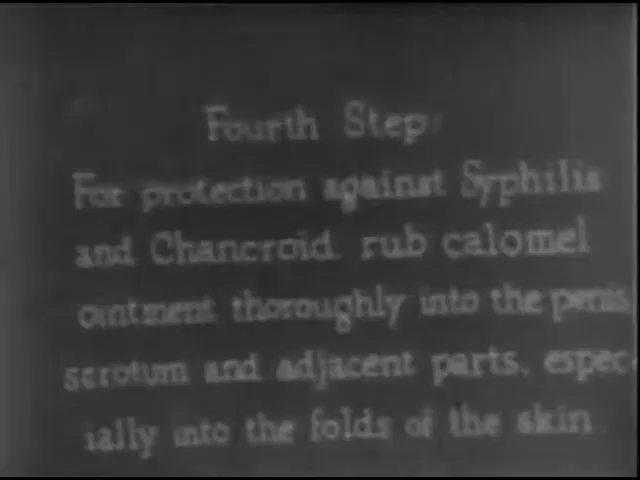 Fourth Step:
For protection against Syphilis
and Chancroid rub calomel
ointment thoroughly into the penis,
scrotum and adjacent parts, espec-
ially into the folds of the skin